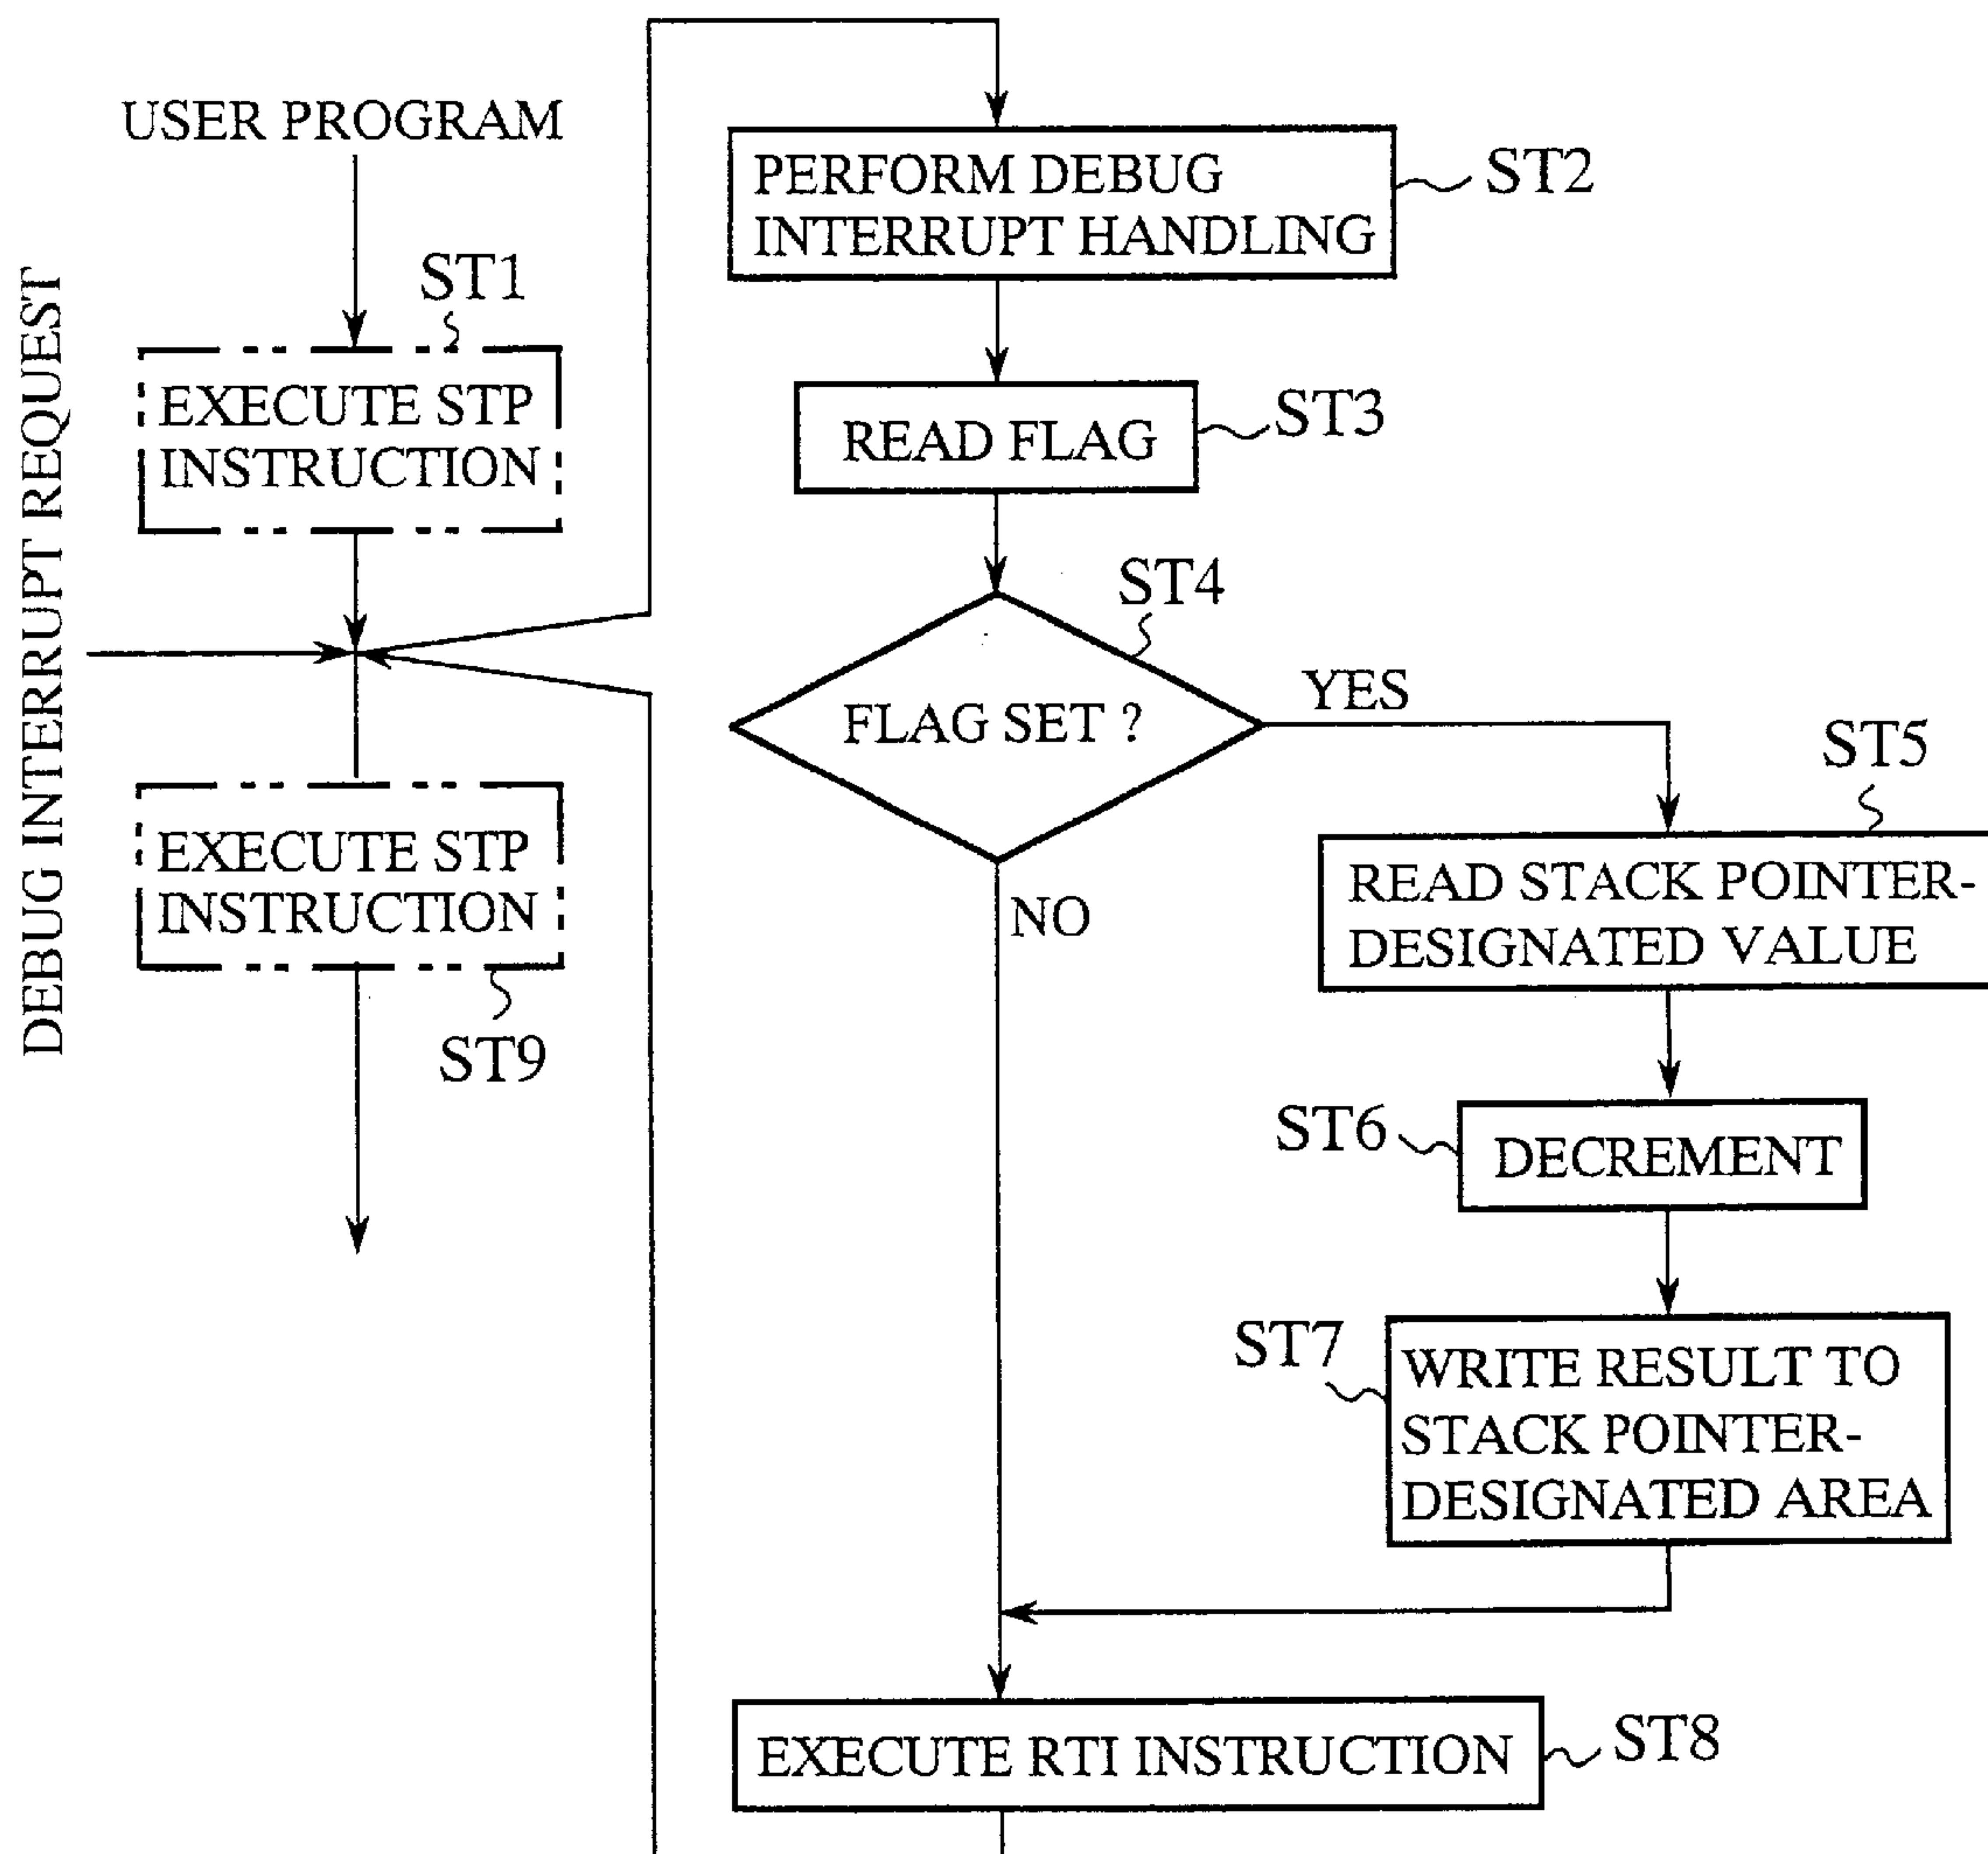 USER PROGRAM
DEBUG INTERRUPT REQUEST
ST1
EXECUTE STP
INSTRUCTION
EXECUTE STP
INSTRUCTION
ST9
PERFORM DEBUG
INTERRUPT HANDLING
ST2
READ FLAG
ST3
ST4
FLAG SET ?
YES
NO
ST5
READ STACK POINTER-
DESIGNATED VALUE
ST6
DECREMENT
ST7
WRITE RESULT TO
STACK POINTER-
DESIGNATED AREA
EXECUTE RTI INSTRUCTION
ST8